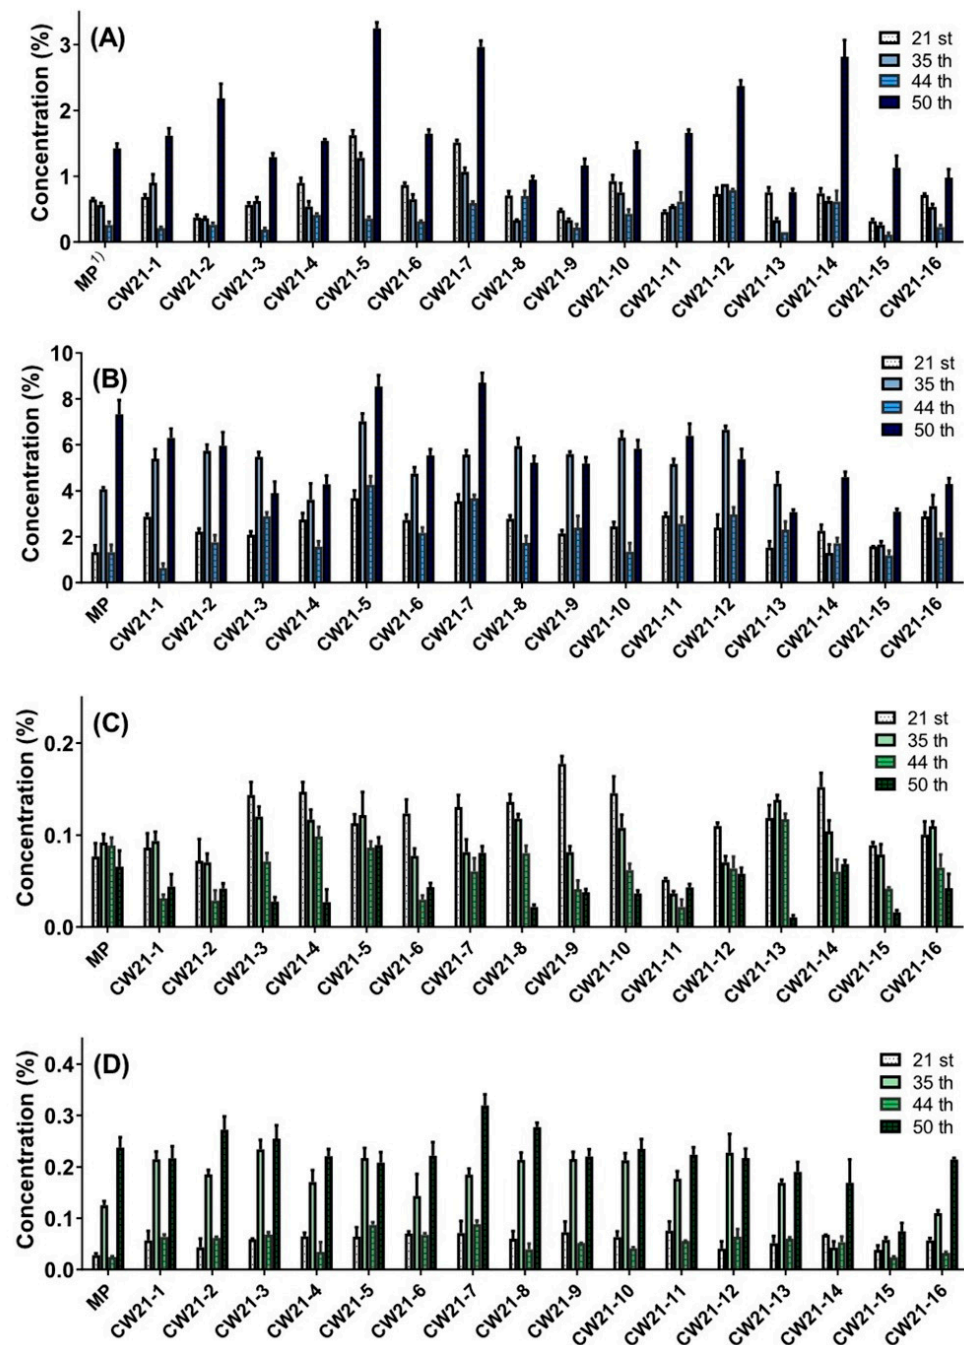 (A)
Concentration (%)
3
2
1
0
21 st
35 th
44 th
50 th
MP¹⁾
CW21-1
CW21-2
CW21-3
CW21-4
CW21-5
CW21-6
CW21-7
CW21-8
CW21-9
CW21-10
CW21-11
CW21-12
CW21-13
CW21-14
CW21-15
CW21-16
(B)
Concentration (%)
10
8
6
4
2
0
21 st
35 th
44 th
50 th
MP
CW21-1
CW21-2
CW21-3
CW21-4
CW21-5
CW21-6
CW21-7
CW21-8
CW21-9
CW21-10
CW21-11
CW21-12
CW21-13
CW21-14
CW21-15
CW21-16
(C)
Concentration (%)
0.2
0.1
0.0
21 st
35 th
44 th
50 th
MP
CW21-1
CW21-2
CW21-3
CW21-4
CW21-5
CW21-6
CW21-7
CW21-8
CW21-9
CW21-10
CW21-11
CW21-12
CW21-13
CW21-14
CW21-15
CW21-16
(D)
Concentration (%)
0.4
0.3
0.2
0.1
0.0
21 st
35 th
44 th
50 th
MP
CW21-1
CW21-2
CW21-3
CW21-4
CW21-5
CW21-6
CW21-7
CW21-8
CW21-9
CW21-10
CW21-11
CW21-12
CW21-13
CW21-14
CW21-15
CW21-16